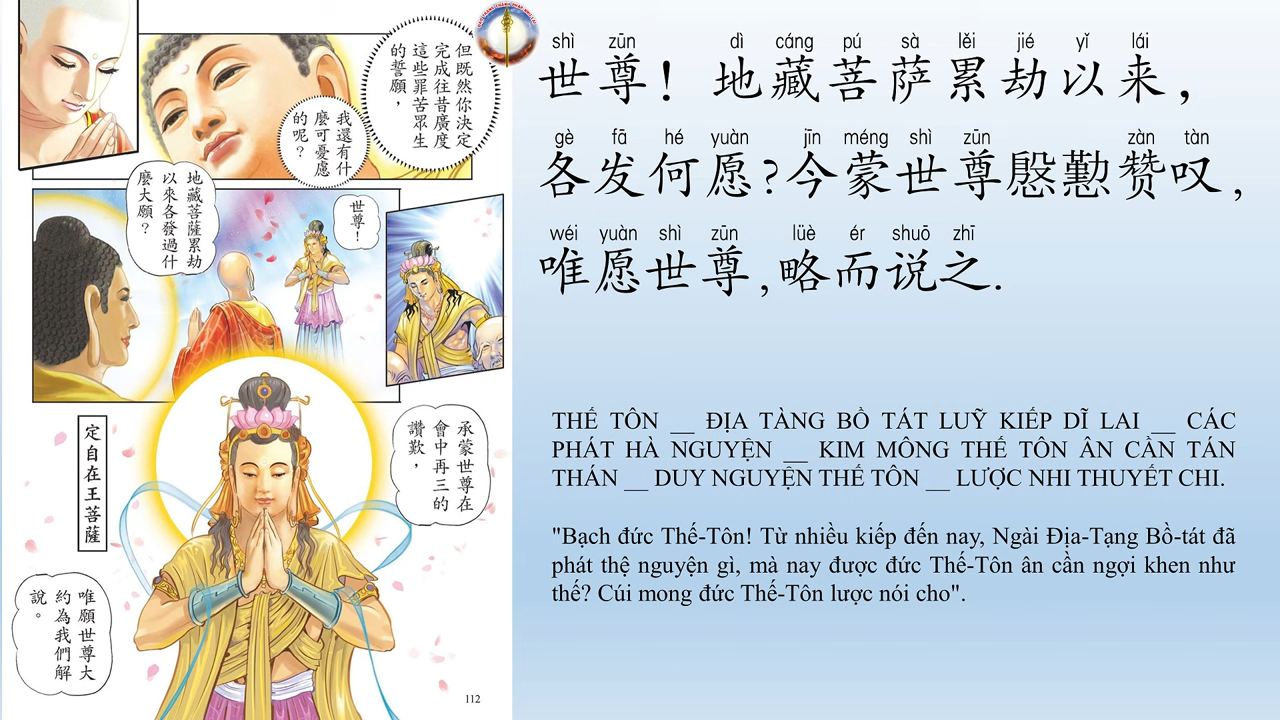 但既然你決定
完成往昔廣度
這些罪苦眾生
的誓願，
我還有什
麼可憂慮
的呢？
地藏菩薩累劫
以來各發過什
麼大願？
世尊！
定自在王菩薩
承蒙世尊在
會中再三的
讚歎，
唯願世尊大
約為我們解
說。
112
shì zūn dì cáng pú sà lěi jié yǐ lái
世尊！地藏菩萨累劫以来，
gè fā hé yuàn jīn méng shì zūn zàn tàn
各发何愿?今蒙世尊慇懃赞叹，
wéi yuàn shì zūn lüè ér shuō zhī
唯愿世尊,略而说之.
THẾ TÔN __ ĐỊA TÀNG BỒ TÁT LUỸ KIẾP DĨ LAI __ CÁC
PHÁT HÀ NGUYỆN __ KIM MÔNG THẾ TÔN ÂN CẦN TÁN
THÁN __ DUY NGUYỆN THẾ TÔN __ LƯỢC NHI THUYẾT CHI.
"Bạch đức Thế-Tôn! Từ nhiều kiếp đến nay, Ngài Địa-Tạng Bồ-tát đã
phát thệ nguyện gì, mà nay được đức Thế-Tôn ân cần ngợi khen như
thế? Cúi mong đức Thế-Tôn lược nói cho".